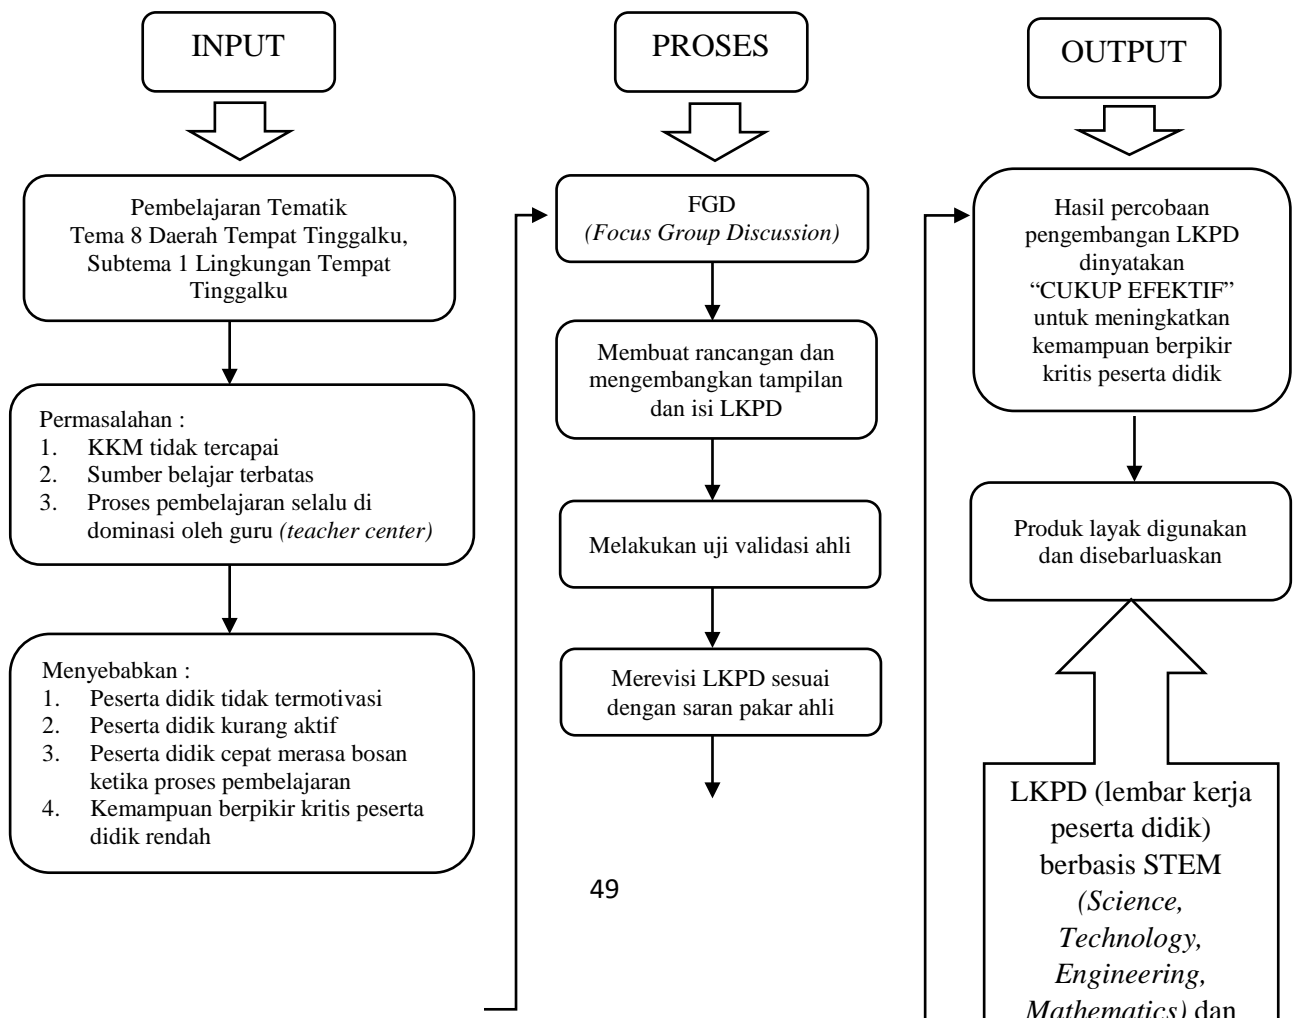 INPUT
Pembelajaran Tematik
Tema 8 Daerah Tempat Tinggalku,
Subtema 1 Lingkungan Tempat
Tinggalku
Permasalahan :
1. KKM tidak tercapai
2. Sumber belajar terbatas
3. Proses pembelajaran selalu di
dominasi oleh guru (teacher center)
Menyebabkan :
1. Peserta didik tidak termotivasi
2. Peserta didik kurang aktif
3. Peserta didik cepat merasa bosan
ketika proses pembelajaran
4. Kemampuan berpikir kritis peserta
didik rendah
PROSES
FGD
(Focus Group Discussion)
Membuat rancangan dan
mengembangkan tampilan
dan isi LKPD
Melakukan uji validasi ahli
Merevisi LKPD sesuai
dengan saran pakar ahli
OUTPUT
Hasil percobaan
pengembangan LKPD
dinyatakan
“CUKUP EFEKTIF”
untuk meningkatkan
kemampuan berpikir
kritis peserta didik
Produk layak digunakan
dan disebarluaskan
LKPD (lembar kerja
peserta didik)
berbasis STEM
(Science,
Technology,
Engineering,
Mathematics) dan
49